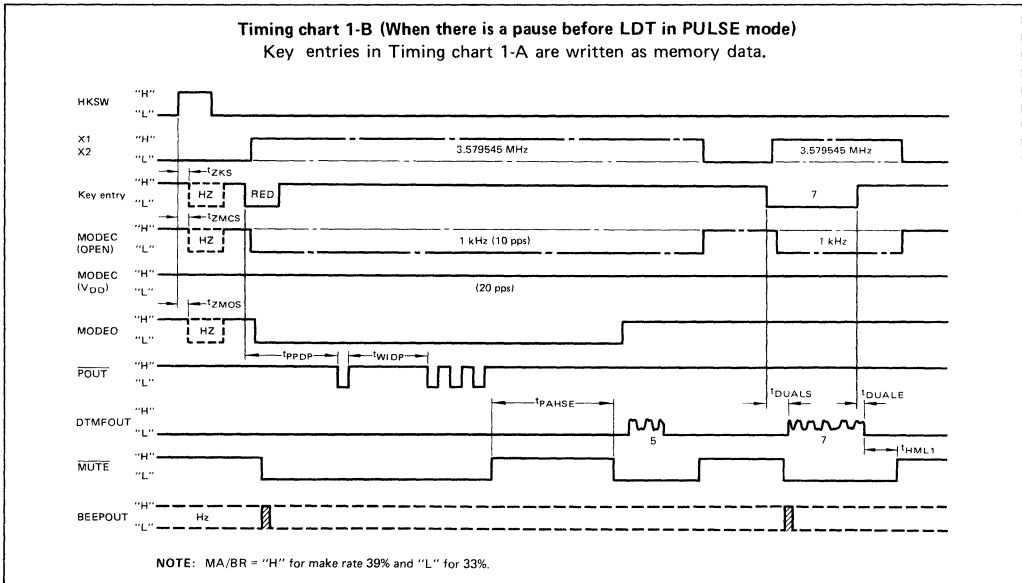 Timing chart 1-B (When there is a pause before LDT in PULSE mode)
Key entries in Timing chart 1-A are written as memory data.
HKSW "H" "L"
X1 X2 "H" "L" 3.579545 MHz 3.579545 MHz
tZKS
Key entry "H" "L" HZ RED 7
tZMCS
MODEC (OPEN) "H" "L" HZ 1 kHz (10 pps) 1 kHz
MODEC (VDD) "H" "L" (20 pps)
tZMOS
MODEO "H" "L" HZ
tPPDP tWIDP
POUT "H" "L"
tPAHSE tDUALS tDUALE
DTMFOUT "H" "L" 5 7
tHML1
MUTE "H" "L"
BEEPOUT "H" "L" Hz
NOTE: MA/BR = "H" for make rate 39% and "L" for 33%.